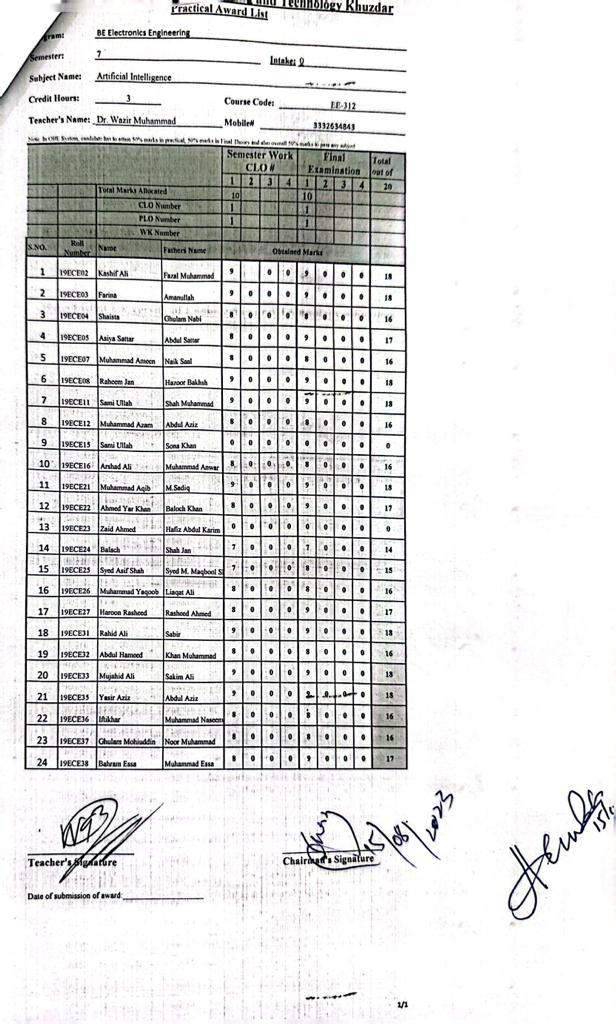 and Technology Khuzdar
Practical Award List
gram: BE Electronics Engineering
Semester: 7 Intake: 9
Subject Name: Artificial Intelligence
Credit Hours: 3 Course Code: EE-312
Teacher's Name: Dr. Wazir Muhammad Mobile# 3332634843
Note: In OBE System, candidate has to attain 50% marks in practical, 50% marks in Final Theory and also overall 50% marks to pass any subject
Semester Work CLO # Final Examination Total out of
1 2 3 4 1 2 3 4 20
Total Marks Allocated 10 10
CLO Number 1 1
PLO Number 1 1
WK Number
S.NO. Roll Number Name Fathers Name Obtained Marks
1 19ECE02 Kashif Ali Fazal Muhammad 9 0 0 9 0 0 0 18
2 19ECE03 Farina Amanullah 9 0 0 0 9 0 0 0 18
3 19ECE04 Shaista Ghulam Nabi 8 0 0 0 8 0 0 0 16
4 19ECE05 Asiya Sattar Abdul Sattar 8 0 0 0 9 0 0 0 17
5 19ECE07 Muhammad Ameen Naik Saal 8 0 0 0 8 0 0 0 16
6 19ECE08 Raheem Jan Hazoor Bakhsh 9 0 0 0 9 0 0 0 18
7 19ECE11 Sami Ullah Shah Muhammad 9 0 0 0 9 0 0 0 18
8 19ECE12 Muhammad Azam Abdul Aziz 8 0 0 0 8 0 0 0 16
9 19ECE15 Sami Ullah Sona Khan 0 0 0 0 0 0 0 0 0
10 19ECE16 Arshad Ali Muhammad Anwar 8 0 0 0 8 0 0 0 16
11 19ECE21 Muhammad Aqib M.Sadiq 9 0 0 0 9 0 0 0 18
12 19ECE22 Ahmed Yar Khan Baloch Khan 8 0 0 0 9 0 0 0 17
13 19ECE23 Zaid Ahmed Hafiz Abdul Karim 0 0 0 0 0 0 0 0 0
14 19ECE24 Balach Shah Jan 7 0 0 0 7 0 0 0 14
15 19ECE25 Syed Asif Shah Syed M. Maqbool S 7 0 0 0 8 0 0 0 15
16 19ECE26 Muhammad Yaqoob Liaqat Ali 8 0 0 0 8 0 0 0 16
17 19ECE27 Haroon Rasheed Rasheed Ahmed 8 0 0 0 9 0 0 0 17
18 19ECE31 Rahid Ali Sabir 9 0 0 0 9 0 0 0 18
19 19ECE32 Abdul Hameed Khan Muhammad 8 0 0 0 8 0 0 0 16
20 19ECE33 Mujahid Ali Sakim Ali 9 0 0 0 9 0 0 0 18
21 19ECE35 Yasir Aziz Abdul Aziz 9 0 0 0 0 18
22 19ECE36 Iftikhar Muhammad Naseem 8 0 0 0 8 0 0 0 16
23 19ECE37 Ghulam Mohiuddin Noor Muhammad 8 0 0 0 8 0 0 0 16
24 19ECE38 Bahram Essa Muhammad Essa 8 0 0 0 9 0 0 0 17
15/08/2023
Teacher's Signature Chairman's Signature
Date of submission of award:
1/1